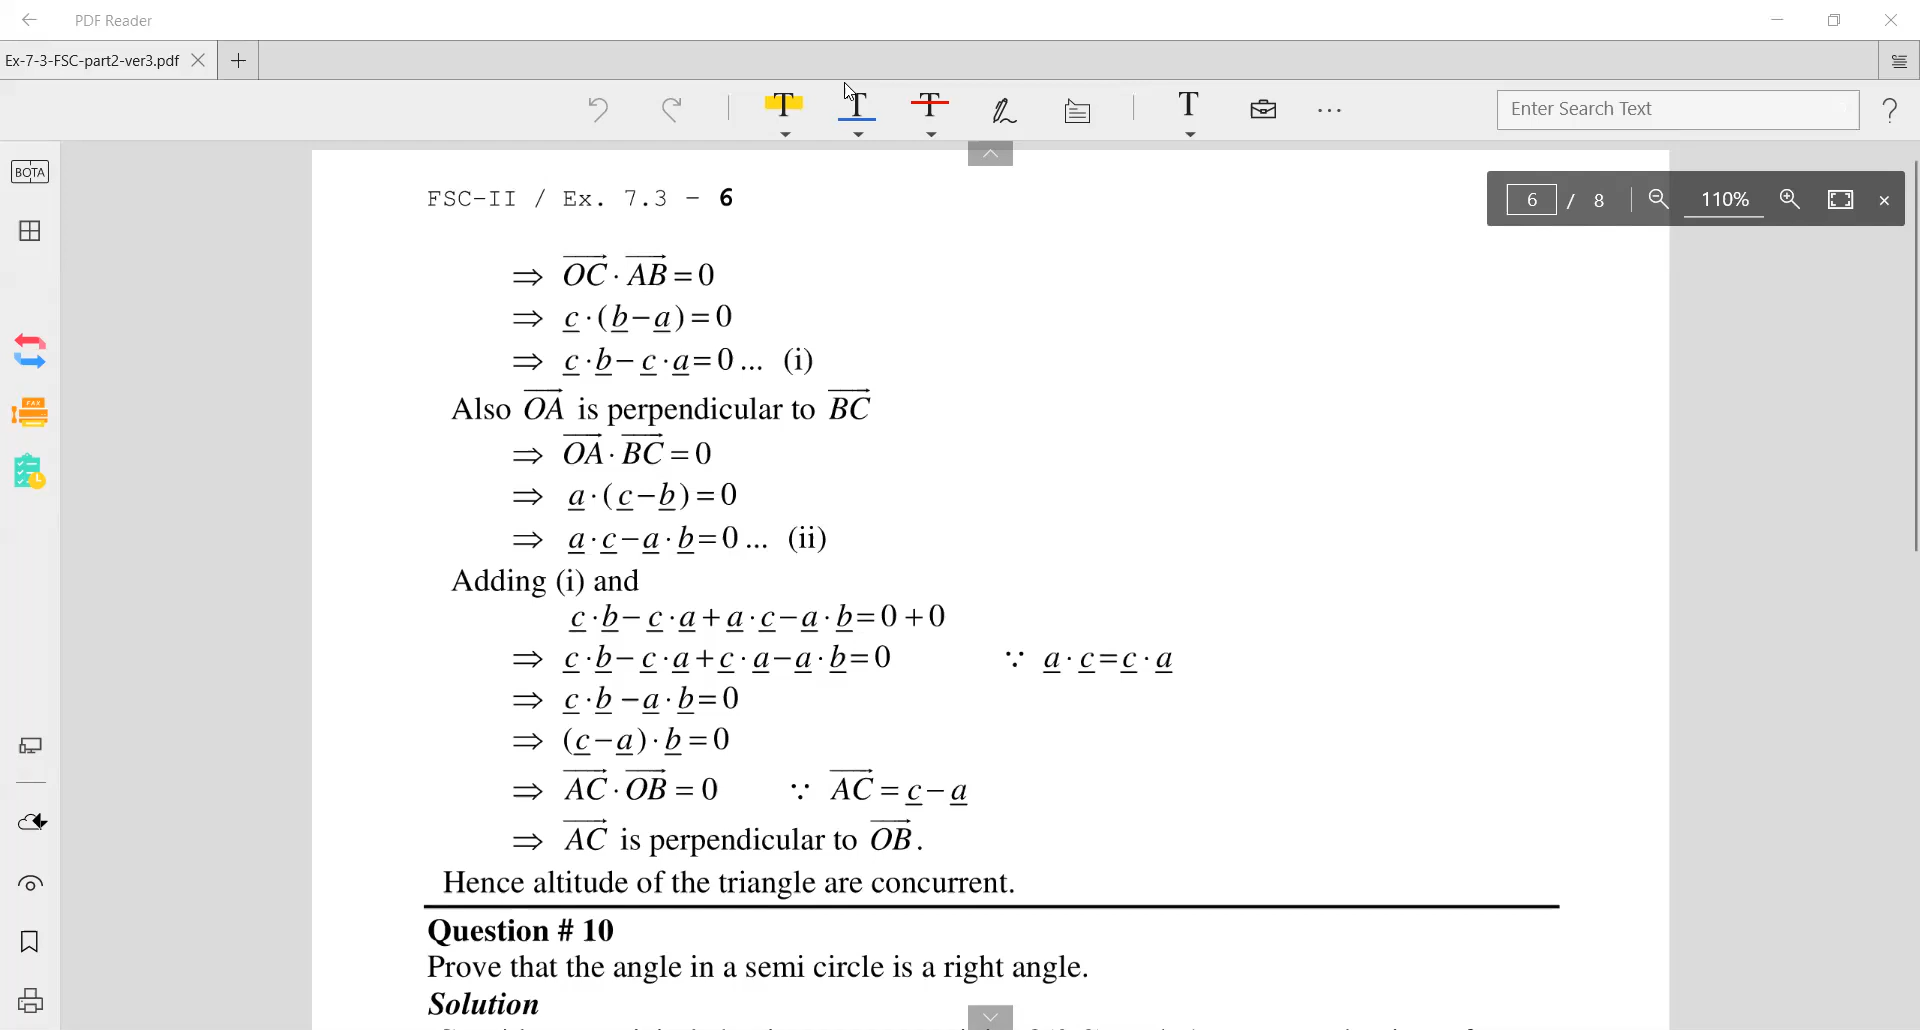 PDF Reader
Ex-7-3-FSC-part2-ver3.pdf
T T T T ... Enter Search Text ?
BOTA
FAX
6 / 8 110%
FSC-II / Ex. 7.3 - 6
⇒ OC⃗ · AB⃗ = 0
⇒ c̲ · (b̲ − a̲) = 0
⇒ c̲ · b̲ − c̲ · a̲ = 0 ... (i)
Also OA⃗ is perpendicular to BC⃗
⇒ OA⃗ · BC⃗ = 0
⇒ a̲ · (c̲ − b̲) = 0
⇒ a̲ · c̲ − a̲ · b̲ = 0 ... (ii)
Adding (i) and
c̲ · b̲ − c̲ · a̲ + a̲ · c̲ − a̲ · b̲ = 0 + 0
⇒ c̲ · b̲ − c̲ · a̲ + c̲ · a̲ − a̲ · b̲ = 0 ∵ a̲ · c̲ = c̲ · a̲
⇒ c̲ · b̲ − a̲ · b̲ = 0
⇒ (c̲ − a̲) · b̲ = 0
⇒ AC⃗ · OB⃗ = 0 ∵ AC⃗ = c̲ − a̲
⇒ AC⃗ is perpendicular to OB⃗.
Hence altitude of the triangle are concurrent.
Question # 10
Prove that the angle in a semi circle is a right angle.
Solution